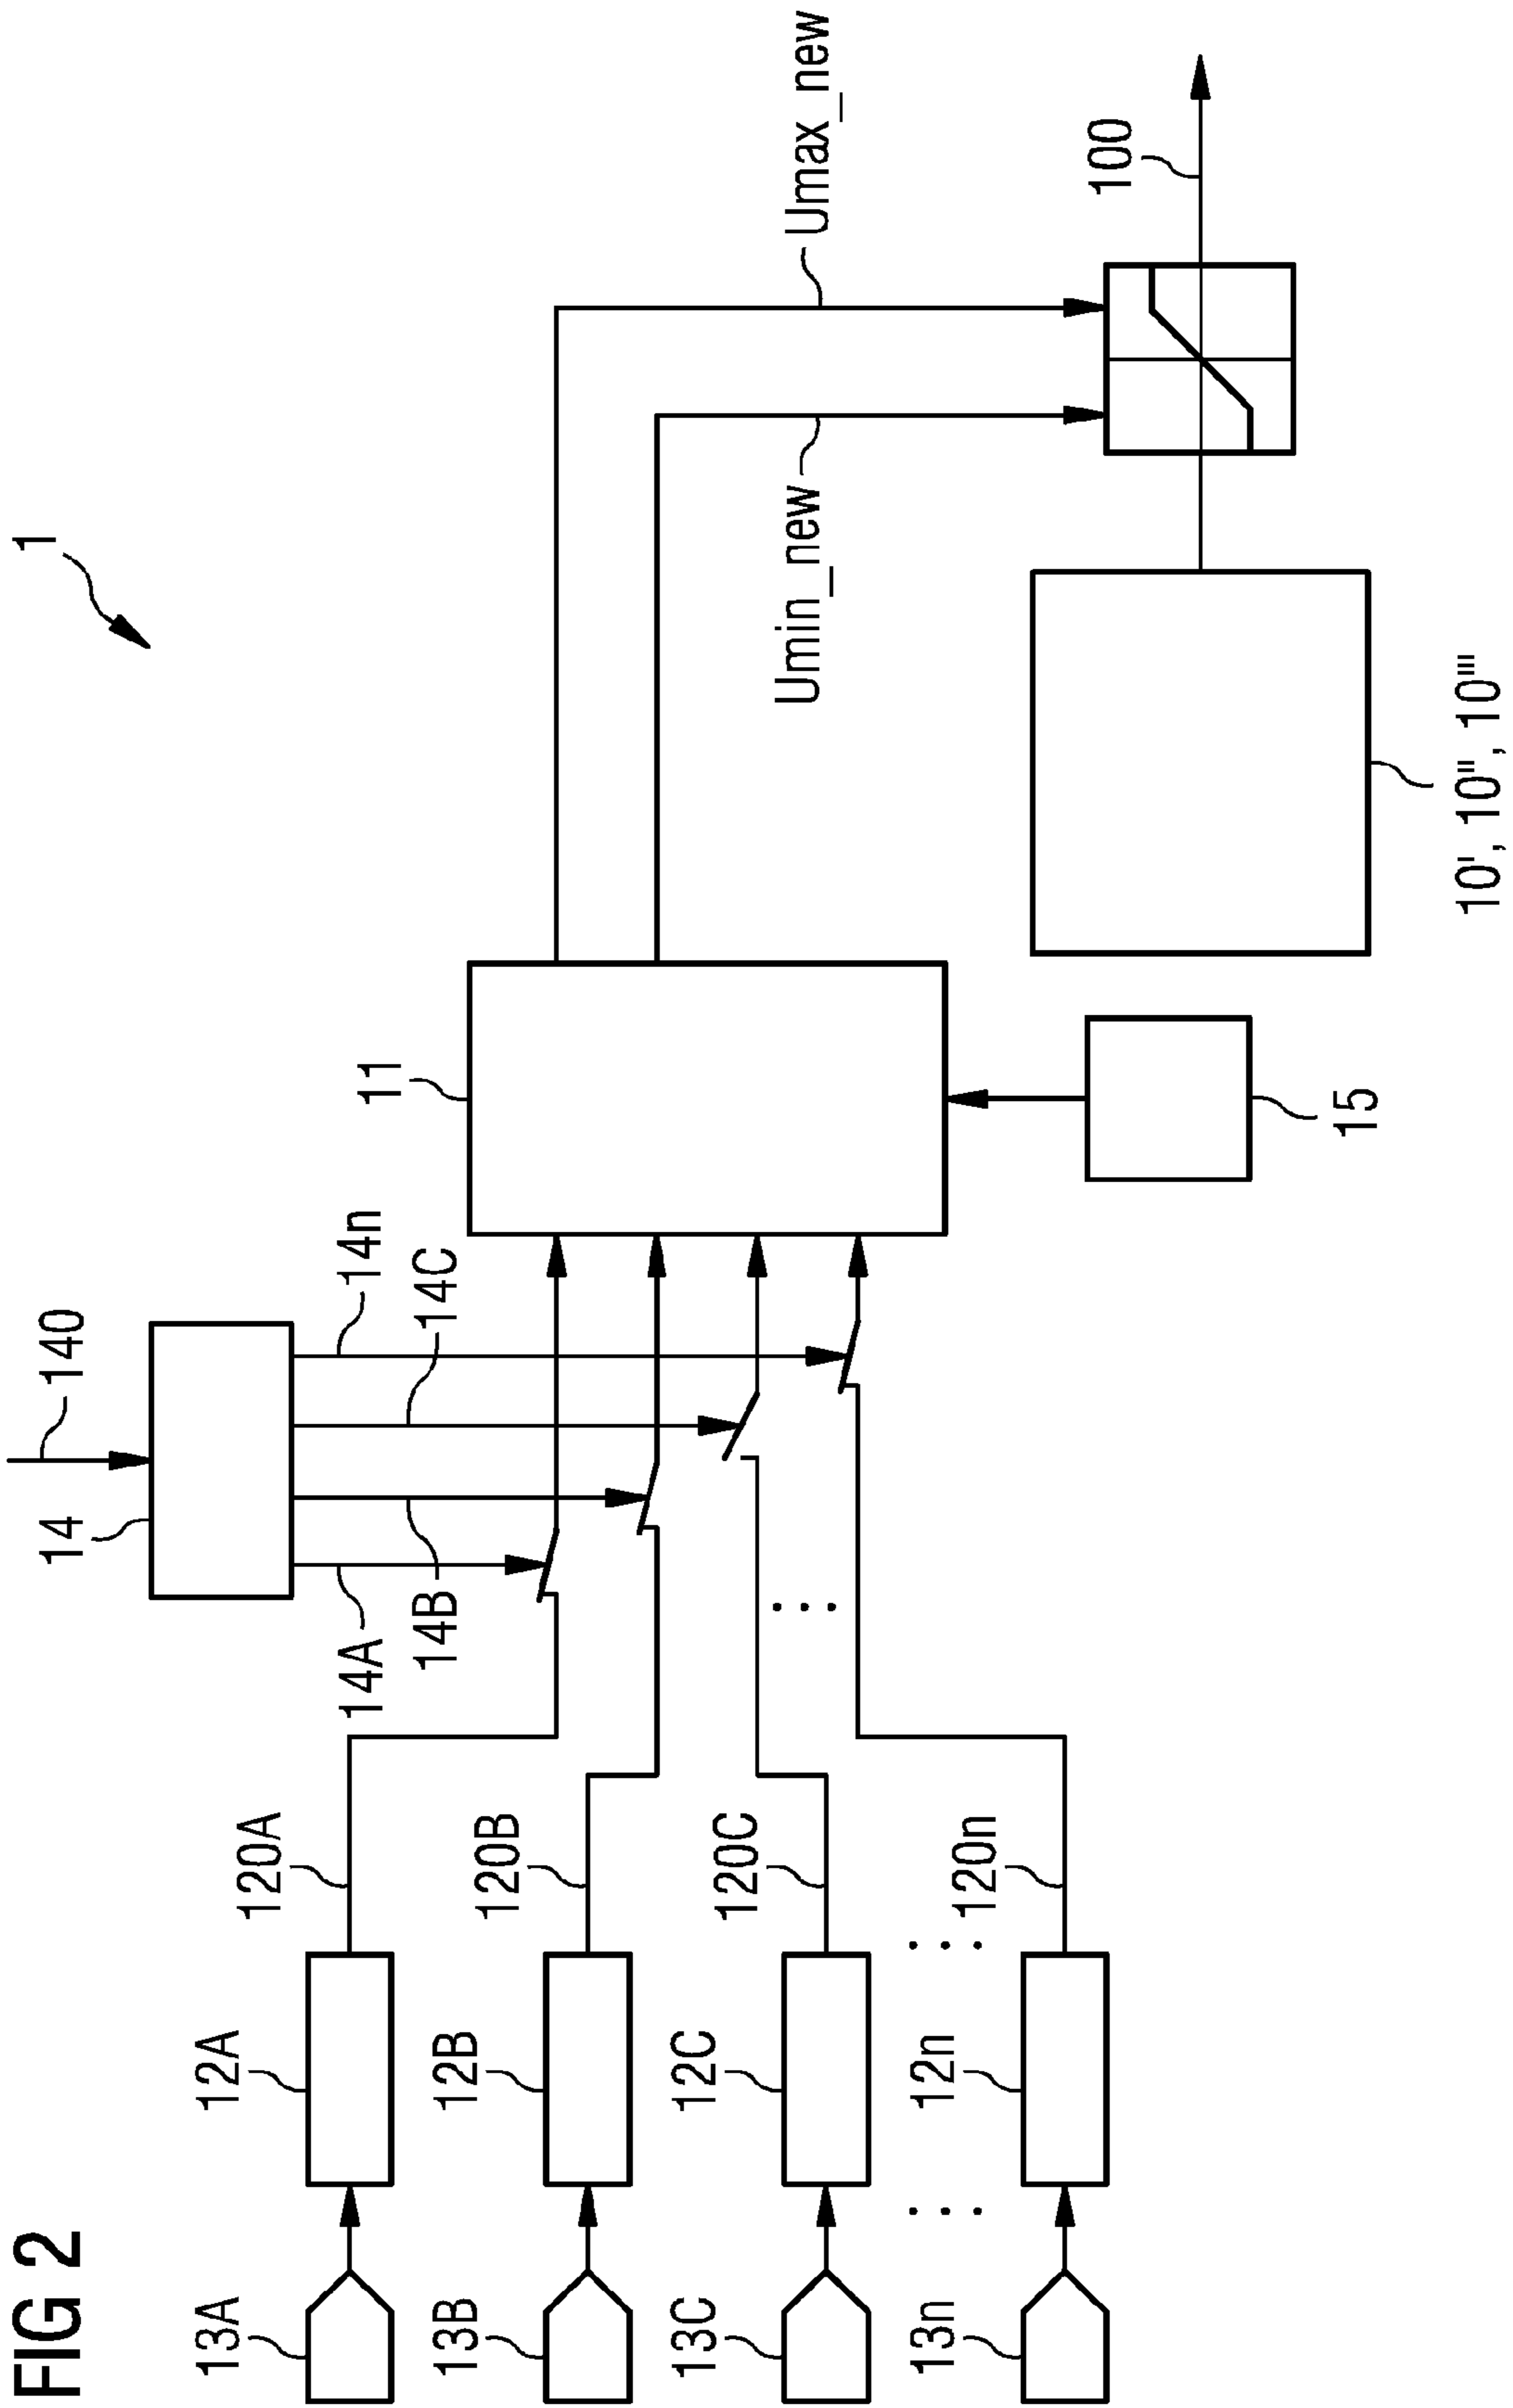 FIG 2
1
140
14
14n
14C
14A
14B
11
Umax_new
Umin_new
100
13A
12A
120A
13B
12B
120B
13C
12C
120C
13n
12n
120n
15
10', 10", 10'"